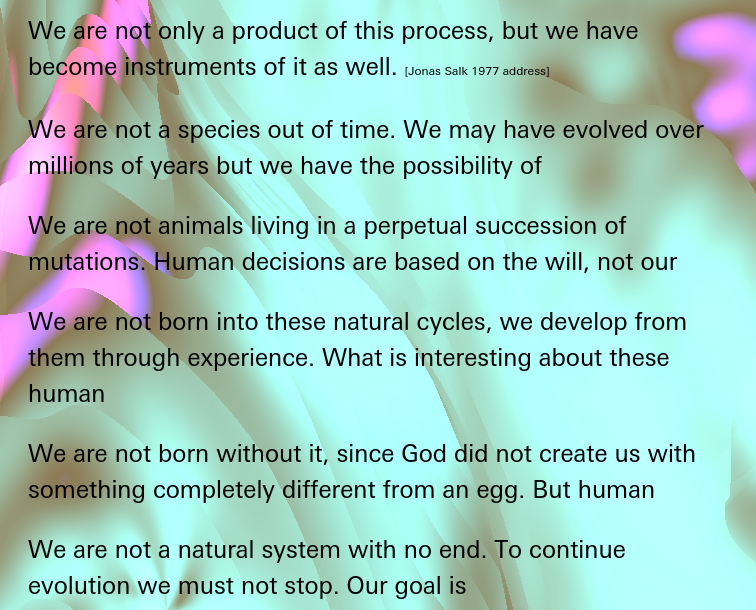 We are not only a product of this process, but we have
become instruments of it as well. [Jonas Salk 1977 address]
We are not a species out of time. We may have evolved over
millions of years but we have the possibility of
We are not animals living in a perpetual succession of
mutations. Human decisions are based on the will, not our
We are not born into these natural cycles, we develop from
them through experience. What is interesting about these
human
We are not born without it, since God did not create us with
something completely different from an egg. But human
We are not a natural system with no end. To continue
evolution we must not stop. Our goal is